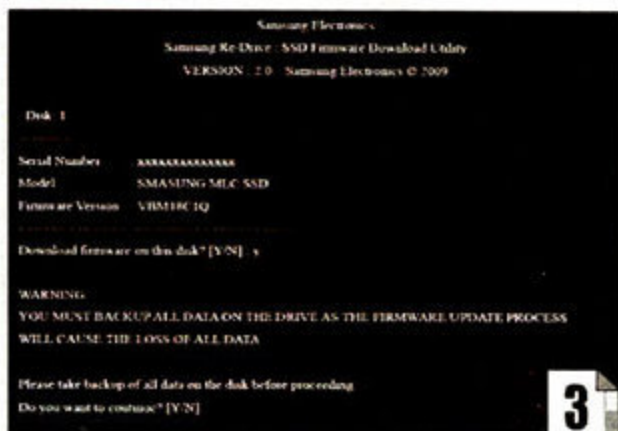 Samsung Electronics
Samsung Re-Drive : SSD Firmware Download Utility
VERSION : 2.0 Samsung Electronics © 2009
Disk 1
Serial Number xxxxxxxxxxxxxx
Model SMASUNG MLC SSD
Firmware Version VBM18C1Q
Download firmware on this disk? [Y/N] : y
WARNING:
YOU MUST BACKUP ALL DATA ON THE DRIVE AS THE FIRMWARE UPDATE PROCESS
WILL CAUSE THE LOSS OF ALL DATA
Please take backup of all data on the disk before proceeding
Do you want to continue? [Y/N]
3